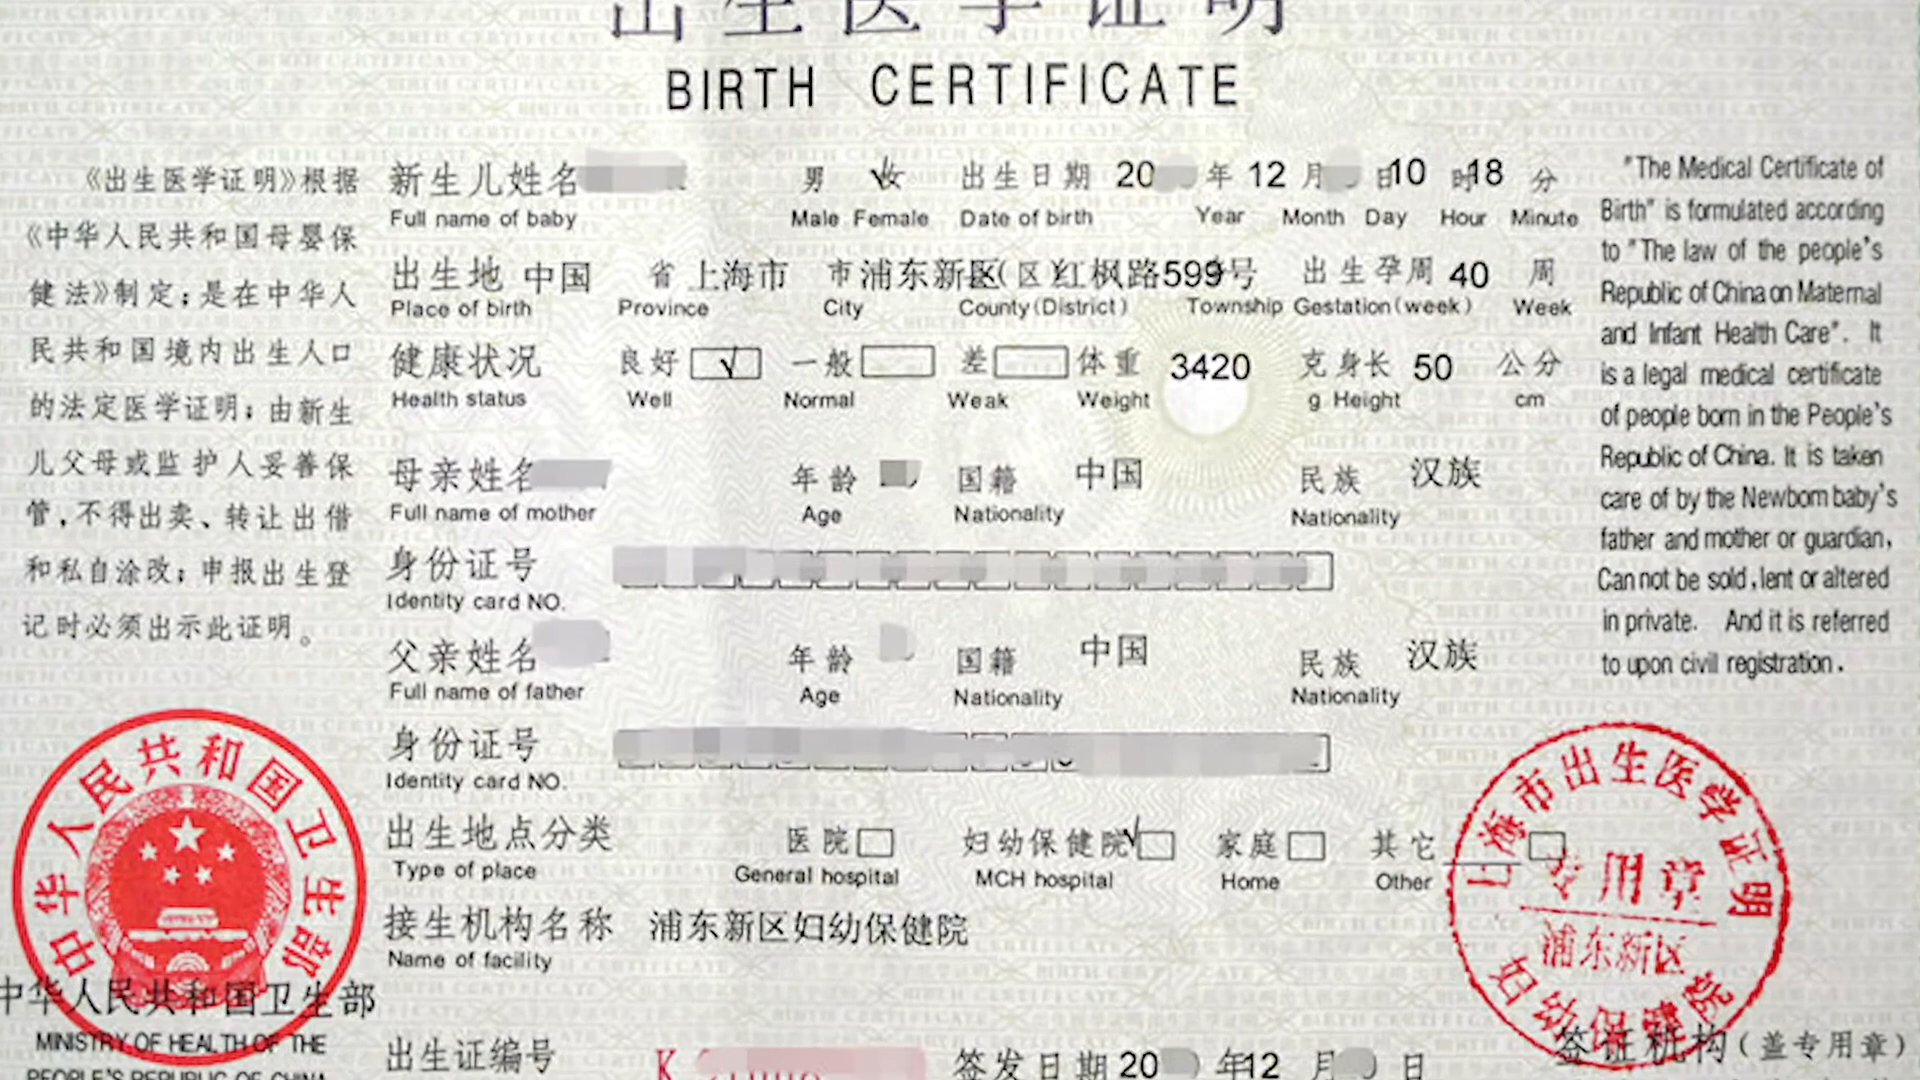 出生医学证明
BIRTH CERTIFICATE
《出生医学证明》根据
《中华人民共和国母婴保
健法》制定；是在中华人
民共和国境内出生人口
的法定医学证明；由新生
儿父母或监护人妥善保
管，不得出卖、转让出借
和私自涂改；申报出生登
记时必须出示此证明。
新生儿姓名 男 √女 出生日期 20 年 12 月 日 10 时 18 分
Full name of baby Male Female Date of birth Year Month Day Hour Minute
出生地 中国 省 上海市 市 浦东新区 (区) 红枫路599号 出生孕周 40 周
Place of birth Province City County(District) Township Gestation(week) Week
健康状况 良好 √ 一般 差 体重 3420 克 身长 50 公分
Health status Well Normal Weak Weight g Height cm
母亲姓名 年龄 国籍 中国 民族 汉族
Full name of mother Age Nationality Nationality
身份证号
Identity card NO.
父亲姓名 年龄 国籍 中国 民族 汉族
Full name of father Age Nationality Nationality
身份证号
Identity card NO.
出生地点分类 医院 妇幼保健院 √ 家庭 其它
Type of place General hospital MCH hospital Home Other
接生机构名称 浦东新区妇幼保健院
Name of facility
出生证编号 K 签发日期 20 年 12 月 日
签证机构(盖专用章)
"The Medical Certificate of
Birth" is formulated according
to "The law of the people's
Republic of China on Maternal
and Infant Health Care". It
is a legal medical certificate
of people born in the People's
Republic of China. It is taken
care of by the Newborn baby's
father and mother or guardian,
Can not be sold,lent or altered
in private. And it is referred
to upon civil registration.
中华人民共和国卫生部
中华人民共和国卫生部
MINISTRY OF HEALTH OF THE
PEOPLE'S REPUBLIC OF CHINA
上海市出生医学证明
专用章
浦东新区
妇幼保健院